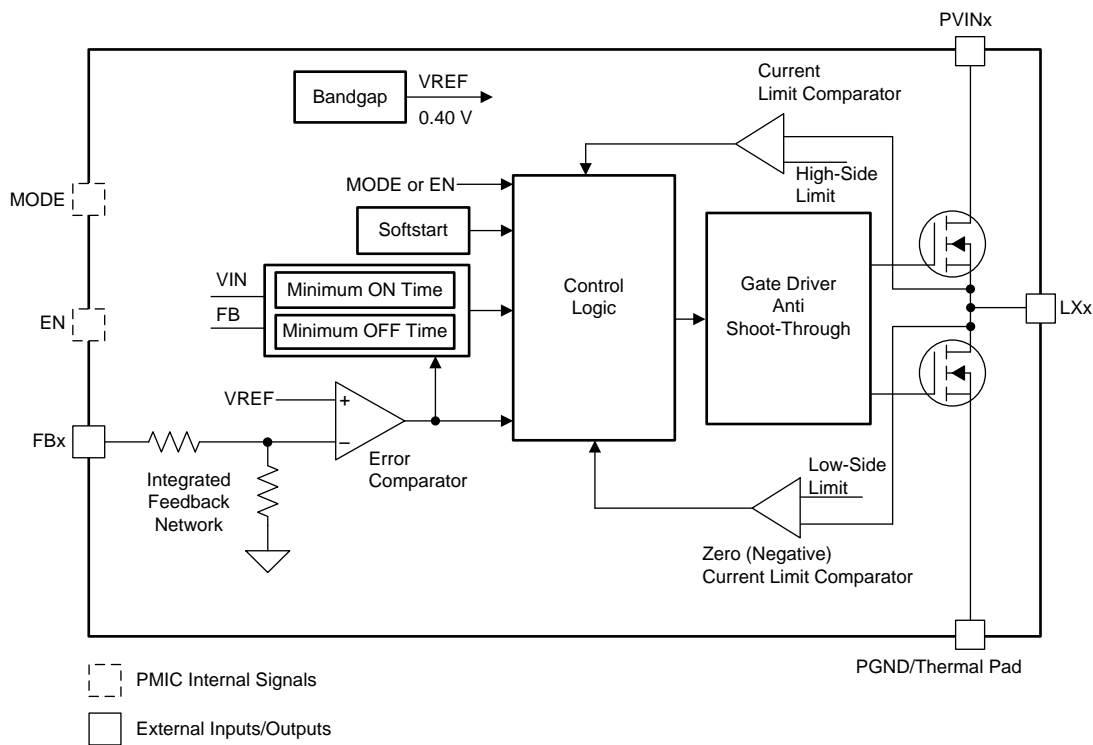 PVINx
Bandgap
VREF
0.40 V
Current
Limit Comparator
High-Side
Limit
MODE
MODE or EN
Softstart
VIN
FB
Minimum ON Time
Minimum OFF Time
Control
Logic
Gate Driver
Anti
Shoot-Through
LXx
EN
VREF
+
−
FBx
Error
Comparator
Integrated
Feedback
Network
Low-Side
Limit
Zero (Negative)
Current Limit Comparator
PGND/Thermal Pad
PMIC Internal Signals
External Inputs/Outputs